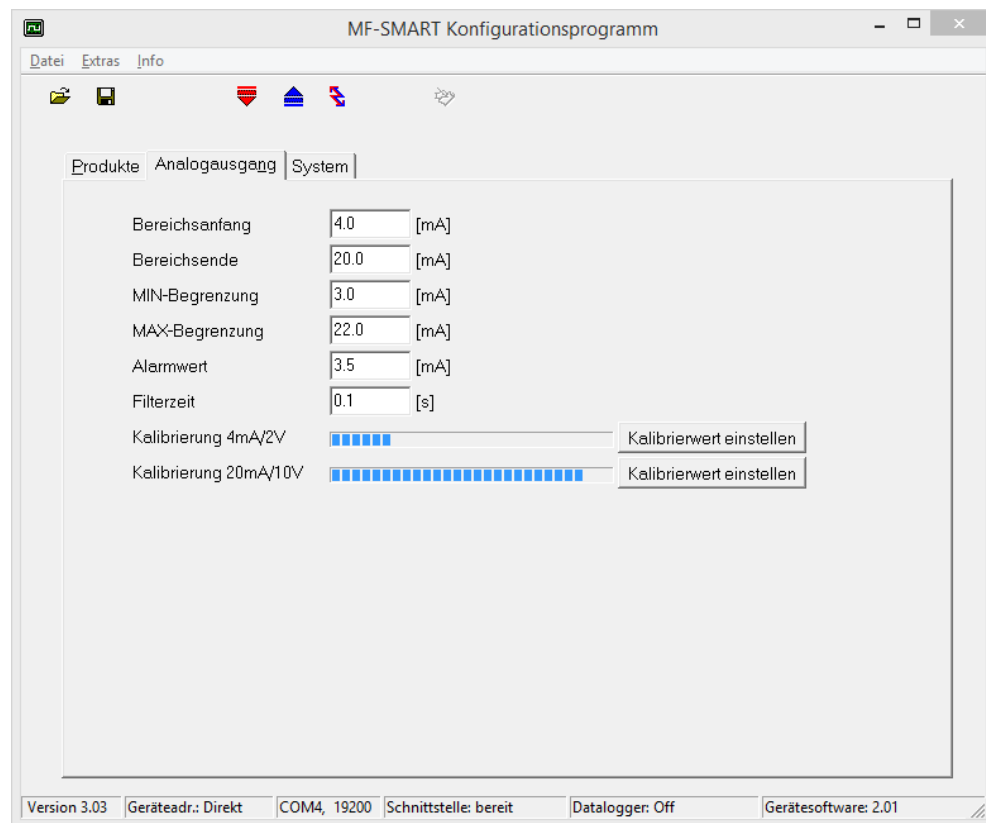 MF-SMART Konfigurationsprogramm
Datei Extras Info
Produkte Analogausgang System
Bereichsanfang 4.0 [mA]
Bereichsende 20.0 [mA]
MIN-Begrenzung 3.0 [mA]
MAX-Begrenzung 22.0 [mA]
Alarmwert 3.5 [mA]
Filterzeit 0.1 [s]
Kalibrierung 4mA/2V Kalibrierwert einstellen
Kalibrierung 20mA/10V Kalibrierwert einstellen
Version 3.03 Geräteadr.: Direkt COM4, 19200 Schnittstelle: bereit Datalogger: Off Gerätesoftware: 2.01